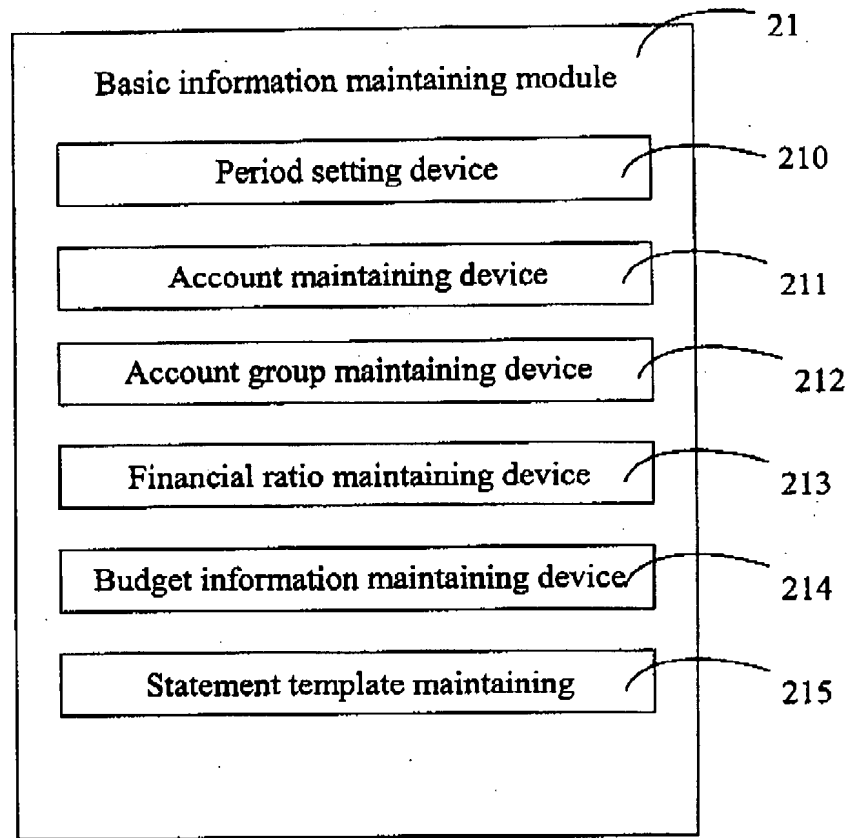 21
Basic information maintaining module
Period setting device
210
Account maintaining device
211
Account group maintaining device
212
Financial ratio maintaining device
213
Budget information maintaining device
214
Statement template maintaining
215